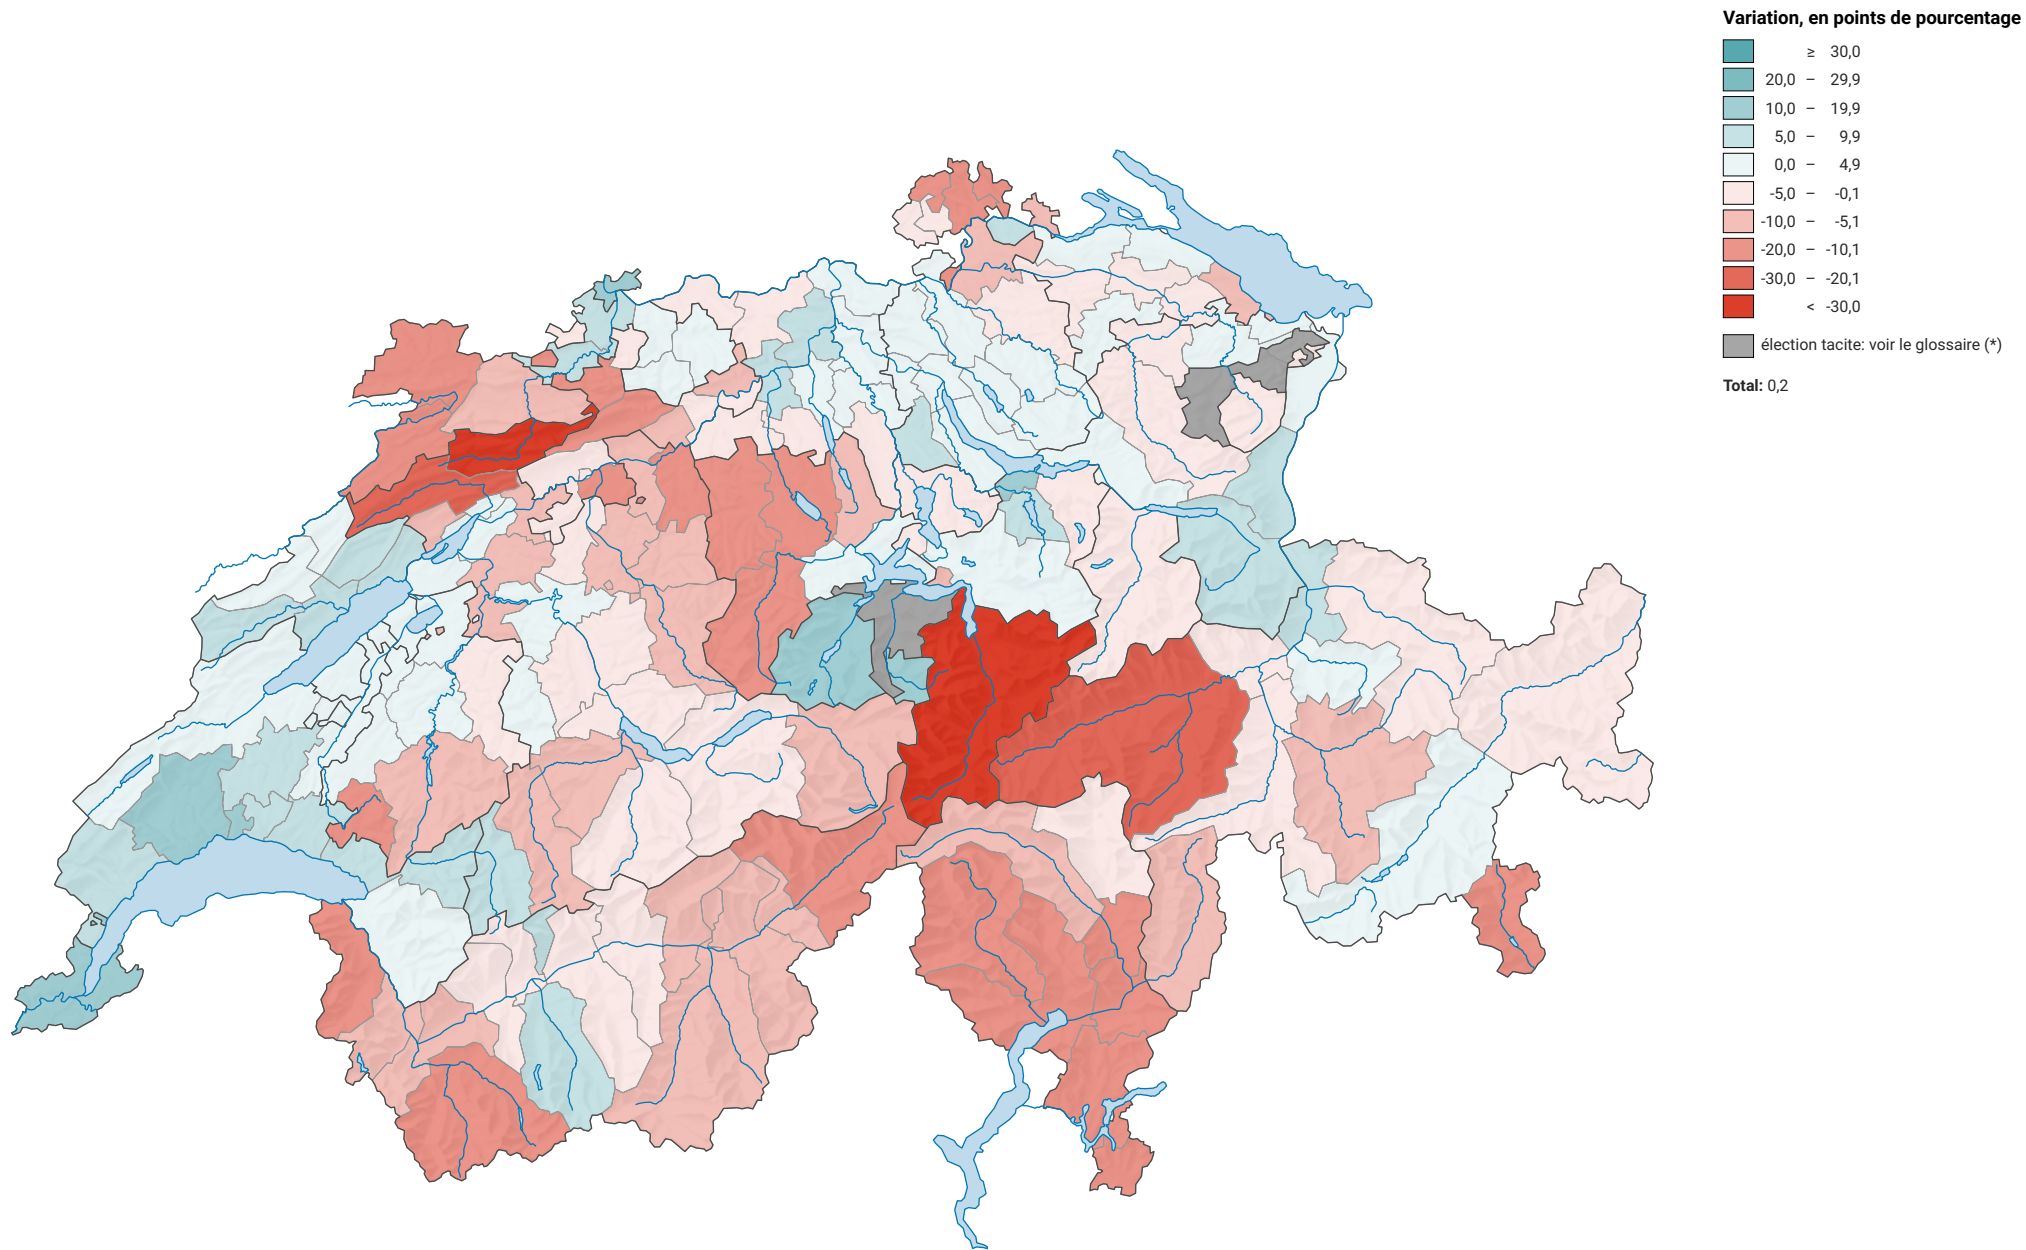 Variation, en points de pourcentage
≥ 30,0
20,0 – 29,9
10,0 – 19,9
5,0 – 9,9
0,0 – 4,9
-5,0 – -0,1
-10,0 – -5,1
-20,0 – -10,1
-30,0 – -20,1
< -30,0
élection tacite: voir le glossaire (*)
Total: 0,2